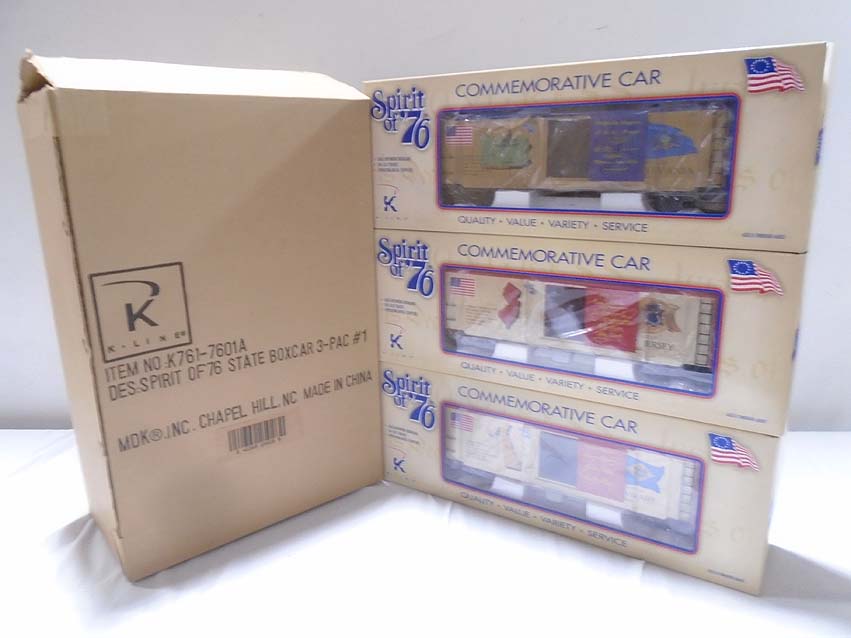 K
K-LINE
ITEM NO.:K761-7601A
DES:SPIRIT OF76 STATE BOXCAR 3-PAC #1
MDK®.INC. CHAPEL HILL, NC MADE IN CHINA
Spirit of '76
COMMEMORATIVE CAR
K
QUALITY • VALUE • VARIETY • SERVICE
Spirit of '76
COMMEMORATIVE CAR
JERSEY
K
QUALITY • VALUE • VARIETY • SERVICE
Spirit of '76
COMMEMORATIVE CAR
K
QUALITY • VALUE • VARIETY • SERVICE